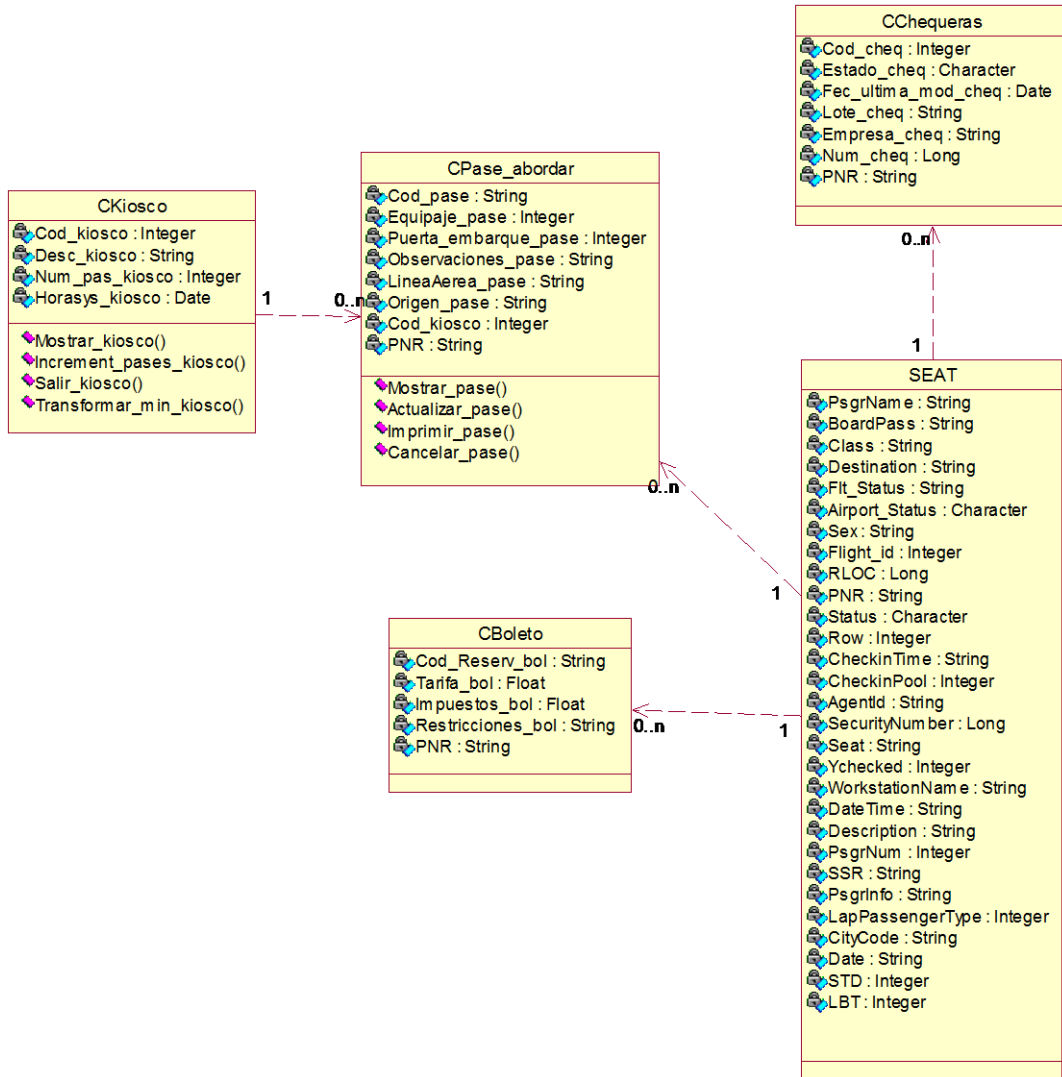 CChequeras
Cod_cheq : Integer
Estado_cheq : Character
Fec_ultima_mod_cheq : Date
Lote_cheq : String
Empresa_cheq : String
Num_cheq : Long
PNR : String
0..n
1
CPase_abordar
Cod_pase : String
Equipaje_pase : Integer
Puerta_embarque_pase : Integer
Observaciones_pase : String
LineaAerea_pase : String
Origen_pase : String
Cod_kiosco : Integer
PNR : String
Mostrar_pase()
Actualizar_pase()
Imprimir_pase()
Cancelar_pase()
CKiosco
Cod_kiosco : Integer
Desc_kiosco : String
Num_pas_kiosco : Integer
Horasys_kiosco : Date
Mostrar_kiosco()
Increment_pases_kiosco()
Salir_kiosco()
Transformar_min_kiosco()
1
0..n
0..n
1
SEAT
PsgrName : String
BoardPass : String
Class : String
Destination : String
Flt_Status : String
Airport_Status : Character
Sex : String
Flight_id : Integer
RLOC : Long
PNR : String
Status : Character
Row : Integer
CheckinTime : String
CheckinPool : Integer
AgentId : String
SecurityNumber : Long
Seat : String
Ychecked : Integer
WorkstationName : String
DateTime : String
Description : String
PsgrNum : Integer
SSR : String
PsgrInfo : String
LapPassengerType : Integer
CityCode : String
Date : String
STD : Integer
LBT : Integer
CBoleto
Cod_Reserv_bol : String
Tarifa_bol : Float
Impuestos_bol : Float
Restricciones_bol : String
PNR : String
0..n
1